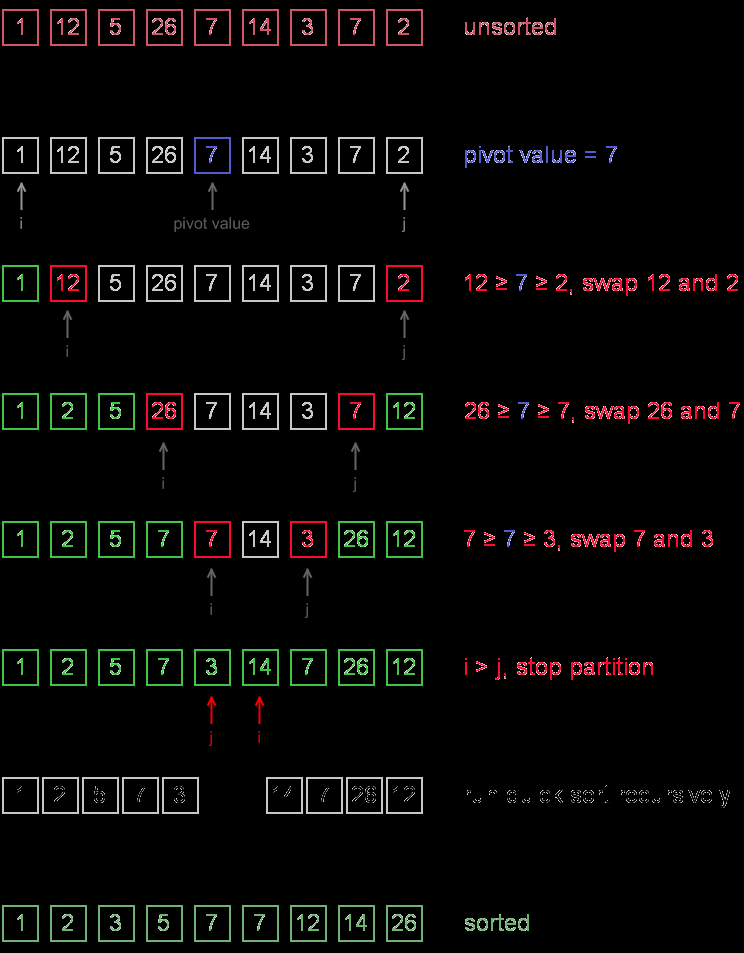 1 12 5 26 7 14 3 7 2 unsorted
1 12 5 26 7 14 3 7 2 pivot value = 7
i pivot value j
1 12 5 26 7 14 3 7 2 12 ≥ 7 ≥ 2, swap 12 and 2
i j
1 2 5 26 7 14 3 7 12 26 ≥ 7 ≥ 7, swap 26 and 7
i j
1 2 5 7 7 14 3 26 12 7 ≥ 7 ≥ 3, swap 7 and 3
i j
1 2 5 7 3 14 7 26 12 i > j, stop partition
j i
1 2 5 7 3 14 7 26 12 run quick sort recursively
1 2 3 5 7 7 12 14 26 sorted